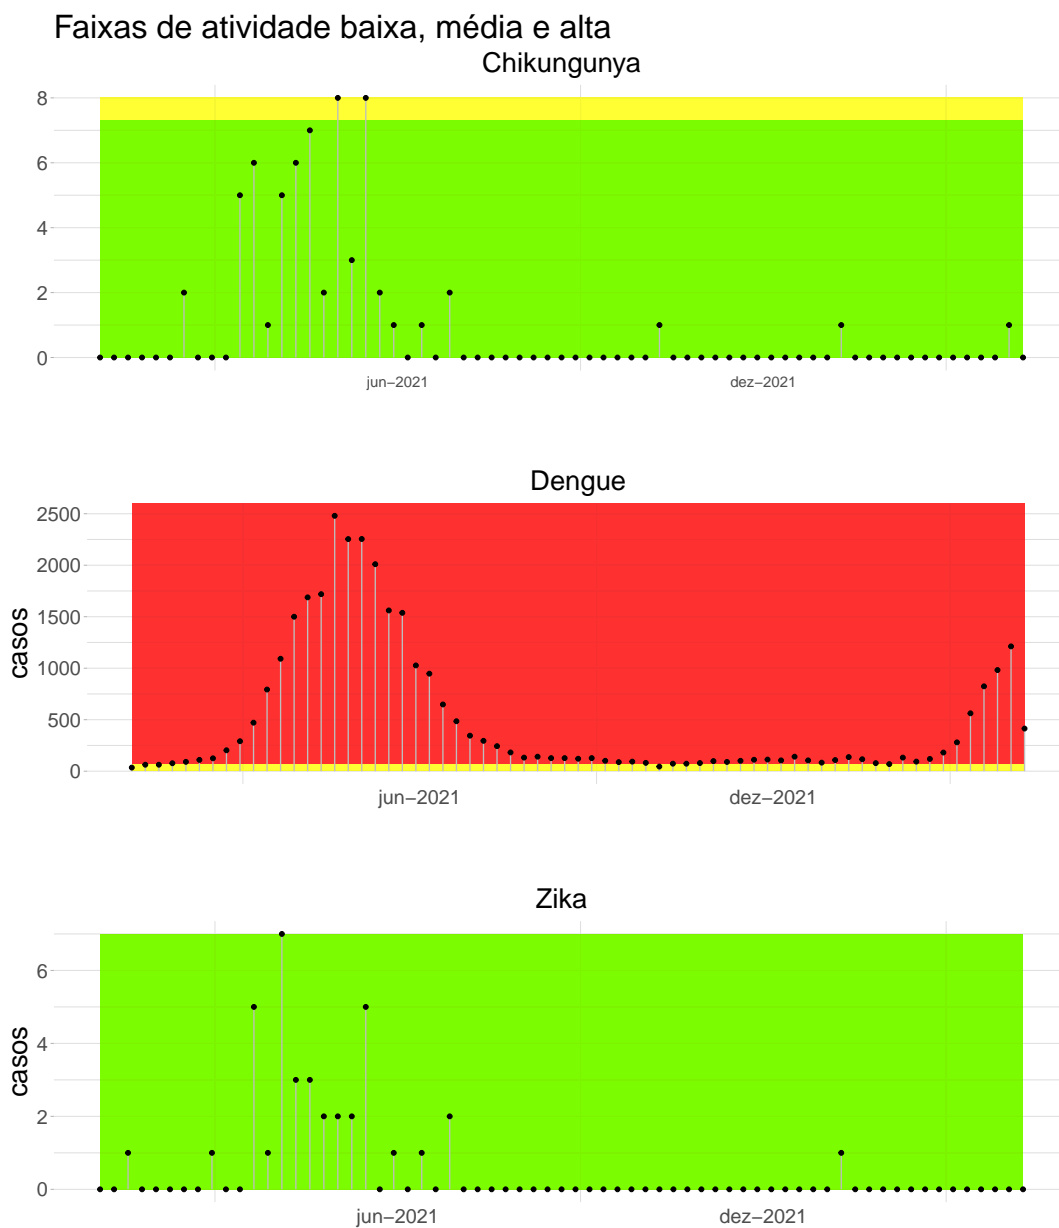 Faixas de atividade baixa, média e alta
Chikungunya
8
6
4
2
0
jun−2021 dez−2021
Dengue
2500
2000
1500
1000
500
0
casos
jun−2021 dez−2021
Zika
6
4
2
0
casos
jun−2021 dez−2021